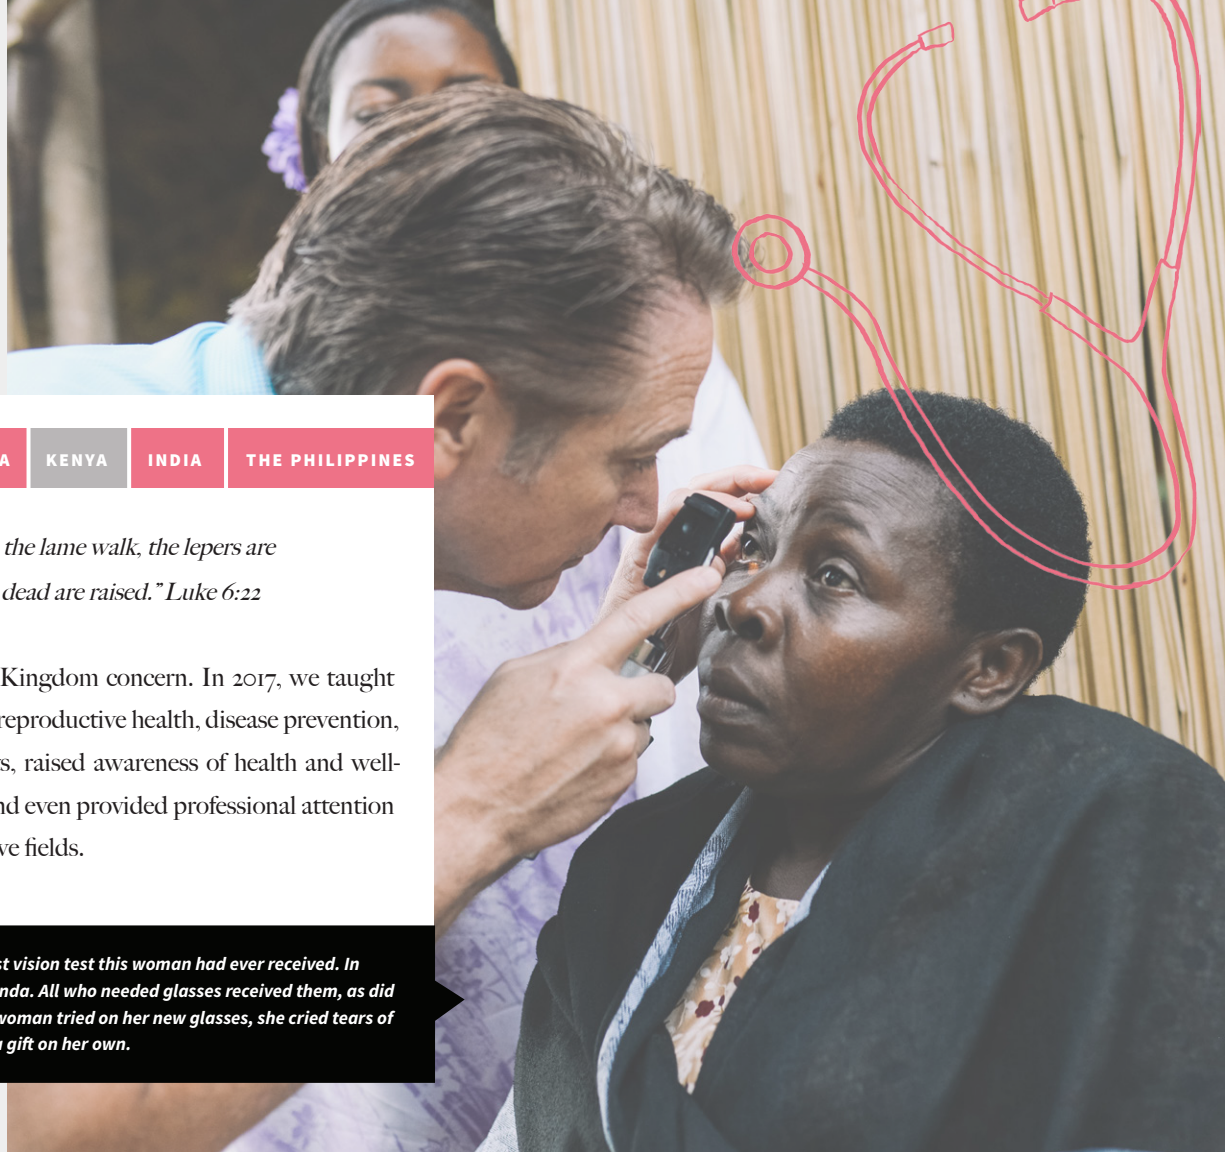 A KENYA INDIA THE PHILIPPINES
the lame walk, the lepers are
dead are raised.” Luke 6:22
Kingdom concern. In 2017, we taught
reproductive health, disease prevention,
s, raised awareness of health and well-
nd even provided professional attention
ve fields.
st vision test this woman had ever received. In
nda. All who needed glasses received them, as did
woman tried on her new glasses, she cried tears of
a gift on her own.